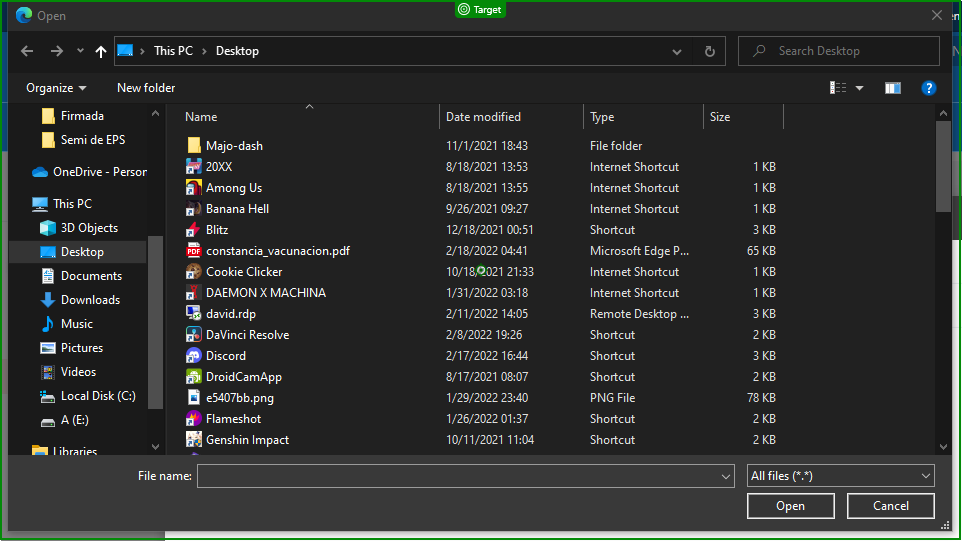 Target
Open
This PC > Desktop
Search Desktop
Organize
New folder
Firmada
Semi de EPS
OneDrive - Person
This PC
3D Objects
Desktop
Documents
Downloads
Music
Pictures
Videos
Local Disk (C:)
A (E:)
Libraries
Name Date modified Type Size
Majo-dash 11/1/2021 18:43 File folder
20XX 8/18/2021 13:53 Internet Shortcut 1 KB
Among Us 8/18/2021 13:55 Internet Shortcut 1 KB
Banana Hell 9/26/2021 09:27 Internet Shortcut 1 KB
Blitz 12/18/2021 00:51 Shortcut 3 KB
constancia_vacunacion.pdf 2/18/2022 04:41 Microsoft Edge P... 65 KB
Cookie Clicker 10/18/2021 21:33 Internet Shortcut 1 KB
DAEMON X MACHINA 1/31/2022 03:18 Internet Shortcut 1 KB
david.rdp 2/11/2022 14:05 Remote Desktop ... 3 KB
DaVinci Resolve 2/8/2022 19:26 Shortcut 2 KB
Discord 2/17/2022 16:44 Shortcut 3 KB
DroidCamApp 8/17/2021 08:07 Shortcut 2 KB
e5407bb.png 1/29/2022 23:40 PNG File 78 KB
Flameshot 1/26/2022 01:37 Shortcut 2 KB
Genshin Impact 10/11/2021 11:04 Shortcut 2 KB
File name:
All files (*.*)
Open
Cancel